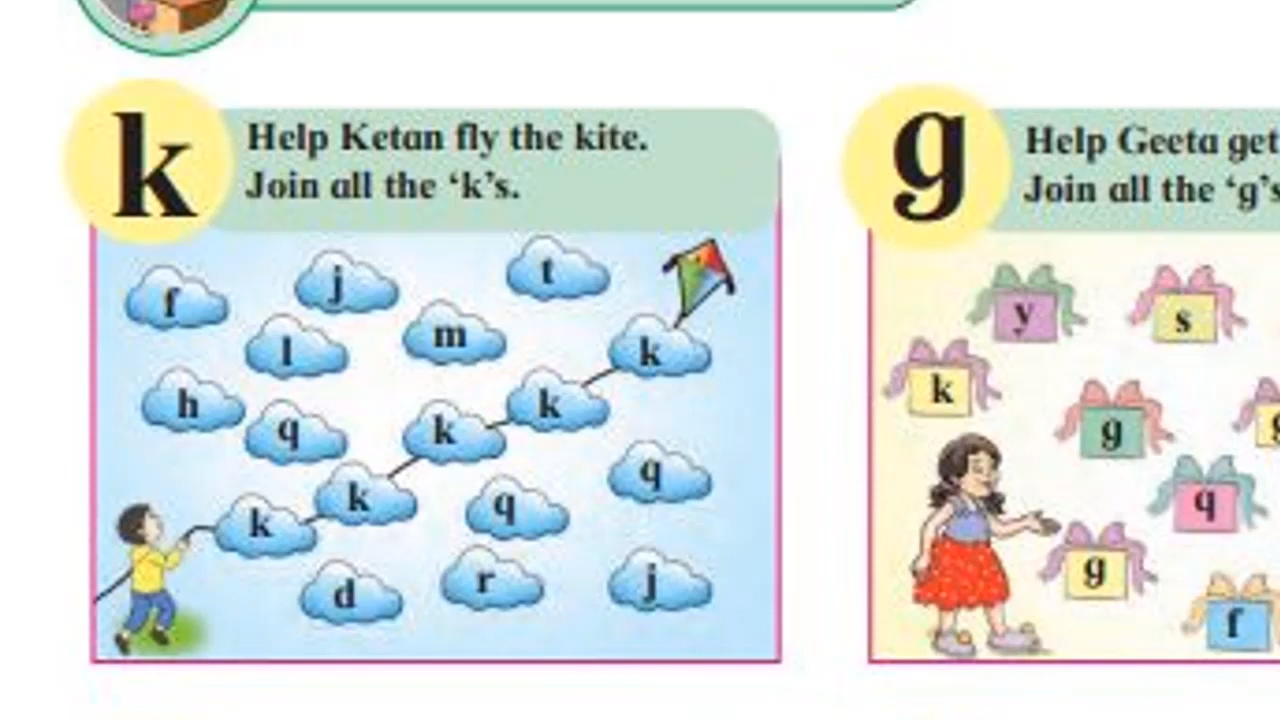 k
Help Ketan fly the kite.
Join all the ‘k’s.
f
j
t
l
m
k
h
q
k
k
k
q
q
k
d
r
j
g
Help Geeta get
Join all the ‘g’s
y
s
k
g
q
g
f